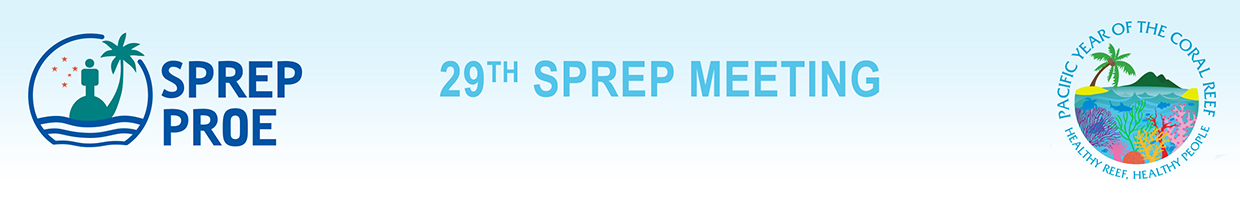 SPREP
PROE
29TH SPREP MEETING
PACIFIC YEAR OF THE CORAL REEF
HEALTHY REEF, HEALTHY PEOPLE